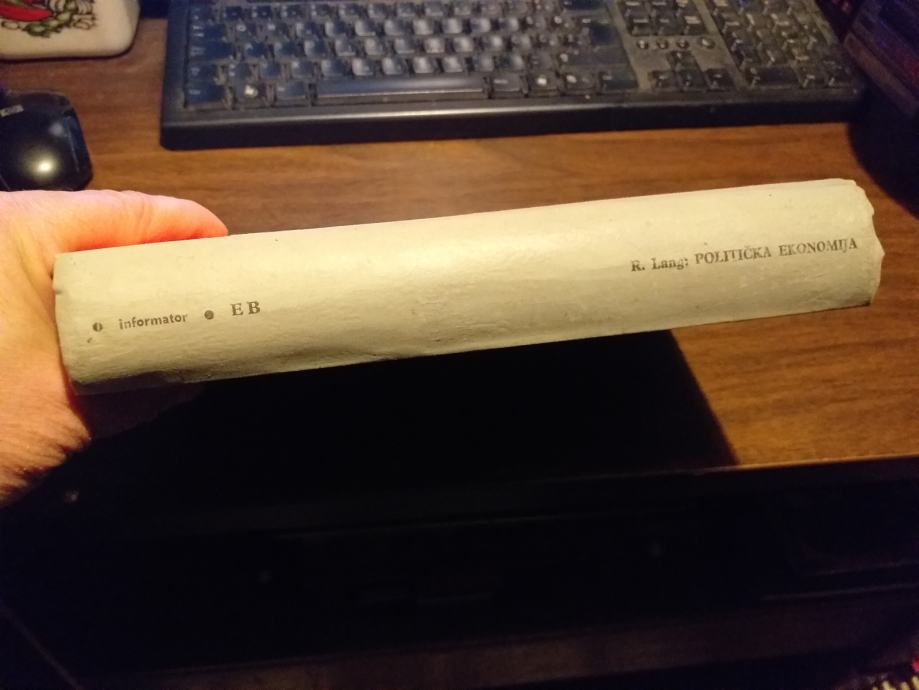 informator ● EB
R. Lang: POLITIČKA EKONOMIJA